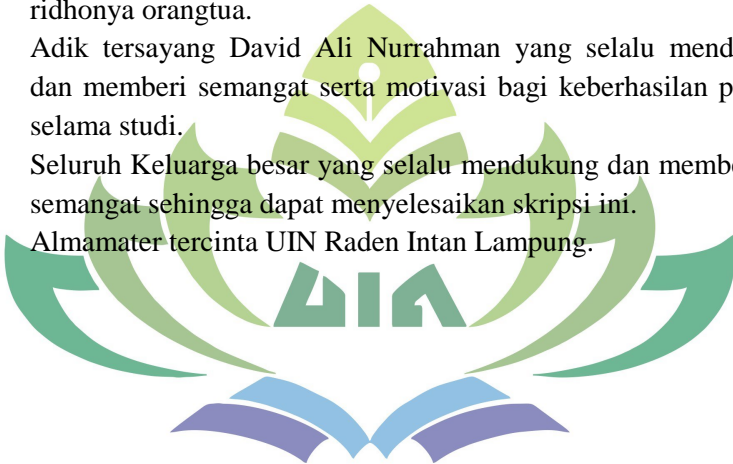 ridhonya orangtua.
Adik tersayang David Ali Nurrahman yang selalu mend
dan memberi semangat serta motivasi bagi keberhasilan p
selama studi.
Seluruh Keluarga besar yang selalu mendukung dan membe
semangat sehingga dapat menyelesaikan skripsi ini.
Almamater tercinta UIN Raden Intan Lampung.
UIN